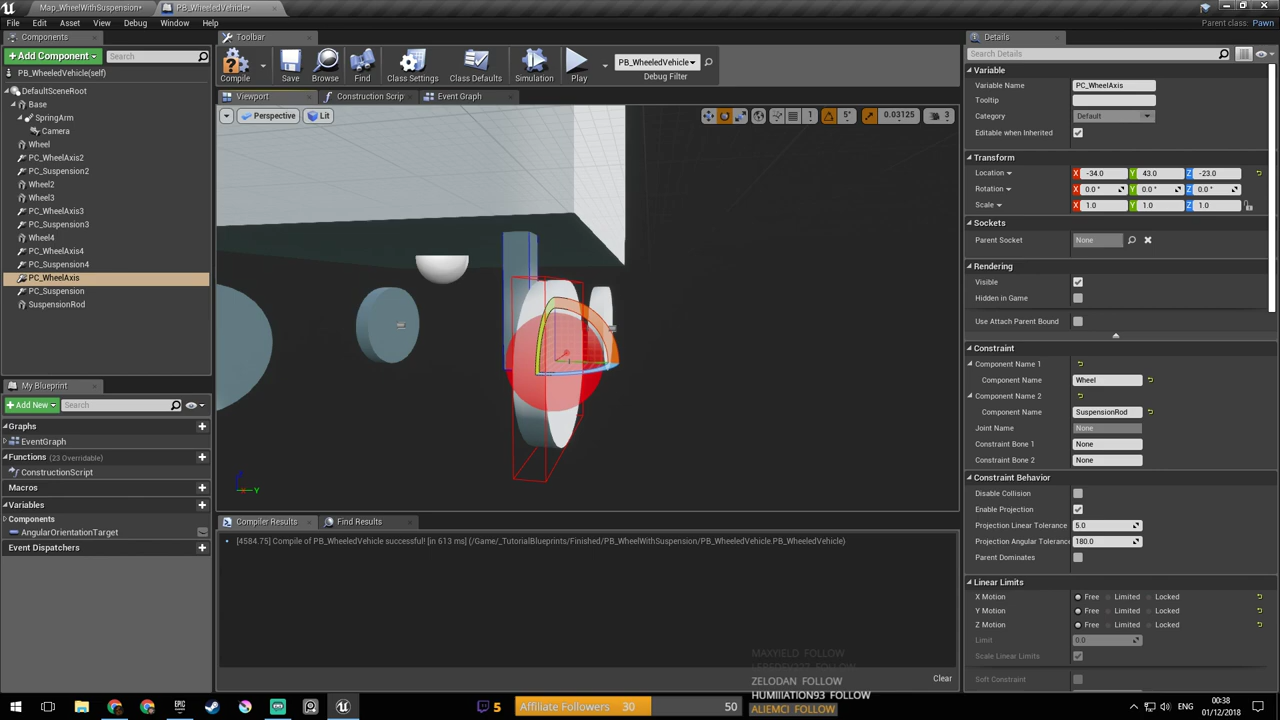 Map_WheelWithSuspension*
PB_WheeledVehicle*
File Edit Asset View Debug Window Help
Parent class: Pawn
Components
Toolbar
Details
Add Component
Search
PB_WheeledVehicle(self)
Compile
Save
Browse
Find
Class Settings
Class Defaults
Simulation
Play
PB_WheeledVehicle
Debug Filter
Search Details
Variable
Variable Name PC_WheelAxis
Tooltip
Category Default
Editable when Inherited
DefaultSceneRoot
Base
SpringArm
Camera
Wheel
PC_WheelAxis2
PC_Suspension2
Wheel2
Wheel3
PC_WheelAxis3
PC_Suspension3
Wheel4
PC_WheelAxis4
PC_Suspension4
PC_WheelAxis
PC_Suspension
SuspensionRod
Viewport
Construction Scrip
Event Graph
Perspective
Lit
1
5°
0.03125
3
Y
Transform
Location X -34.0 Y 43.0 Z -23.0
Rotation X 0.0 ° Y 0.0 ° Z 0.0 °
Scale X 1.0 Y 1.0 Z 1.0
Sockets
Parent Socket None
Rendering
Visible
Hidden in Game
Use Attach Parent Bound
Constraint
Component Name 1
Component Name Wheel
Component Name 2
Component Name SuspensionRod
Joint Name None
Constraint Bone 1 None
Constraint Bone 2 None
Constraint Behavior
Disable Collision
Enable Projection
Projection Linear Tolerance 5.0
Projection Angular Toleranc 180.0
Parent Dominates
Linear Limits
X Motion Free Limited Locked
Y Motion Free Limited Locked
Z Motion Free Limited Locked
Limit 0.0
Scale Linear Limits
Soft Constraint
My Blueprint
Add New
Search
Graphs
EventGraph
Functions (23 Overridable)
ConstructionScript
Macros
Variables
Components
AngularOrientationTarget
Event Dispatchers
Compiler Results
Find Results
[4584.75] Compile of PB_WheeledVehicle successful! [in 613 ms] (/Game/_TutorialBlueprints/Finished/PB_WheelWithSuspension/PB_WheeledVehicle.PB_WheeledVehicle)
Clear
MAXYIELD FOLLOW
ZELODAN FOLLOW
HUMIIIATION93 FOLLOW
ALIEMCI FOLLOW
5
Affiliate Followers 30 50
ENG
00:38
01/12/2018